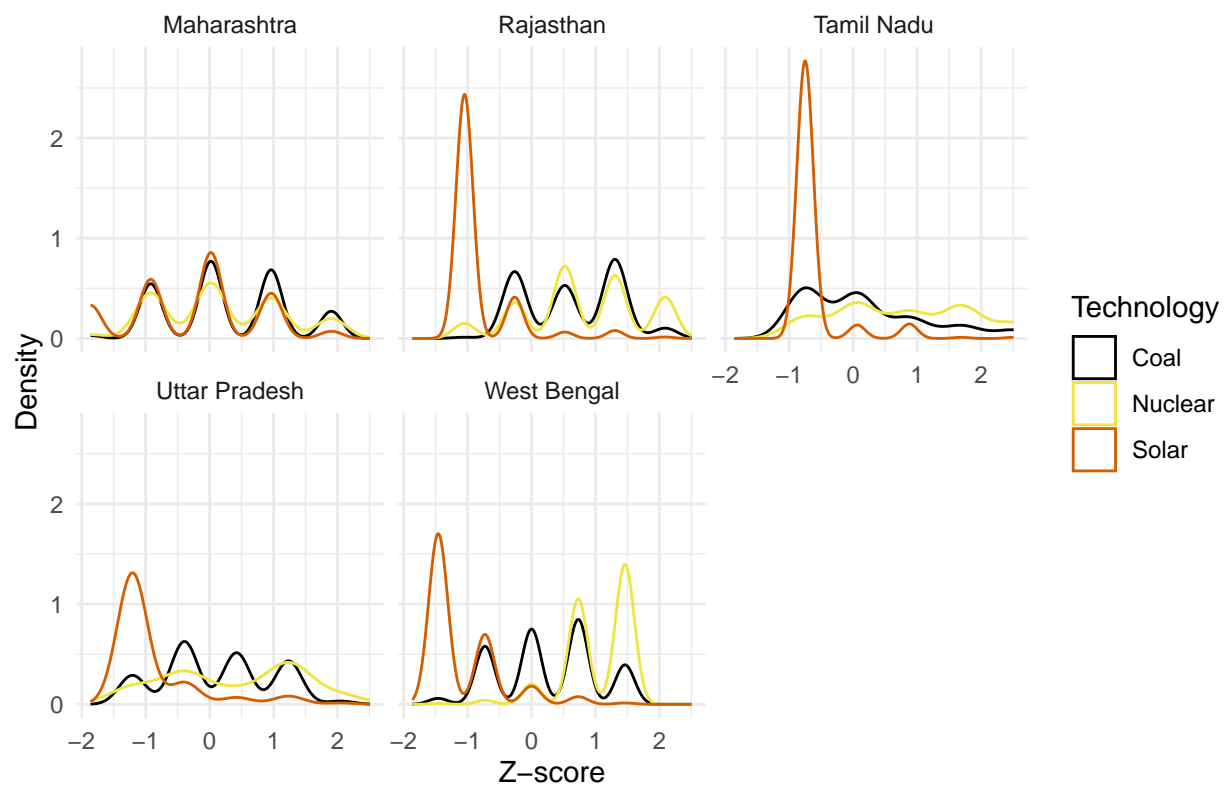 Maharashtra Rajasthan Tamil Nadu
2
1
0
−2 −1 0 1 2
Uttar Pradesh West Bengal
2
1
0
−2 −1 0 1 2 −2 −1 0 1 2
Z−score
Density
Technology
Coal
Nuclear
Solar